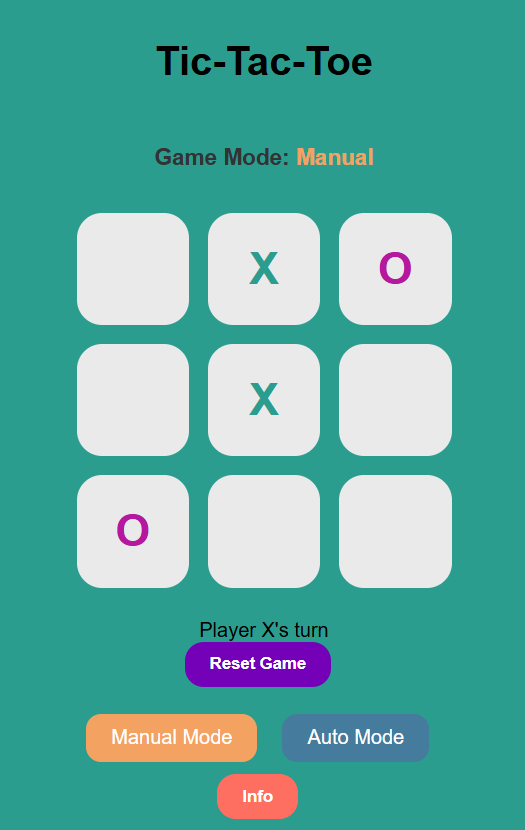 Tic-Tac-Toe
Game Mode: Manual
X O
X
O
Player X's turn
Reset Game
Manual Mode Auto Mode
Info